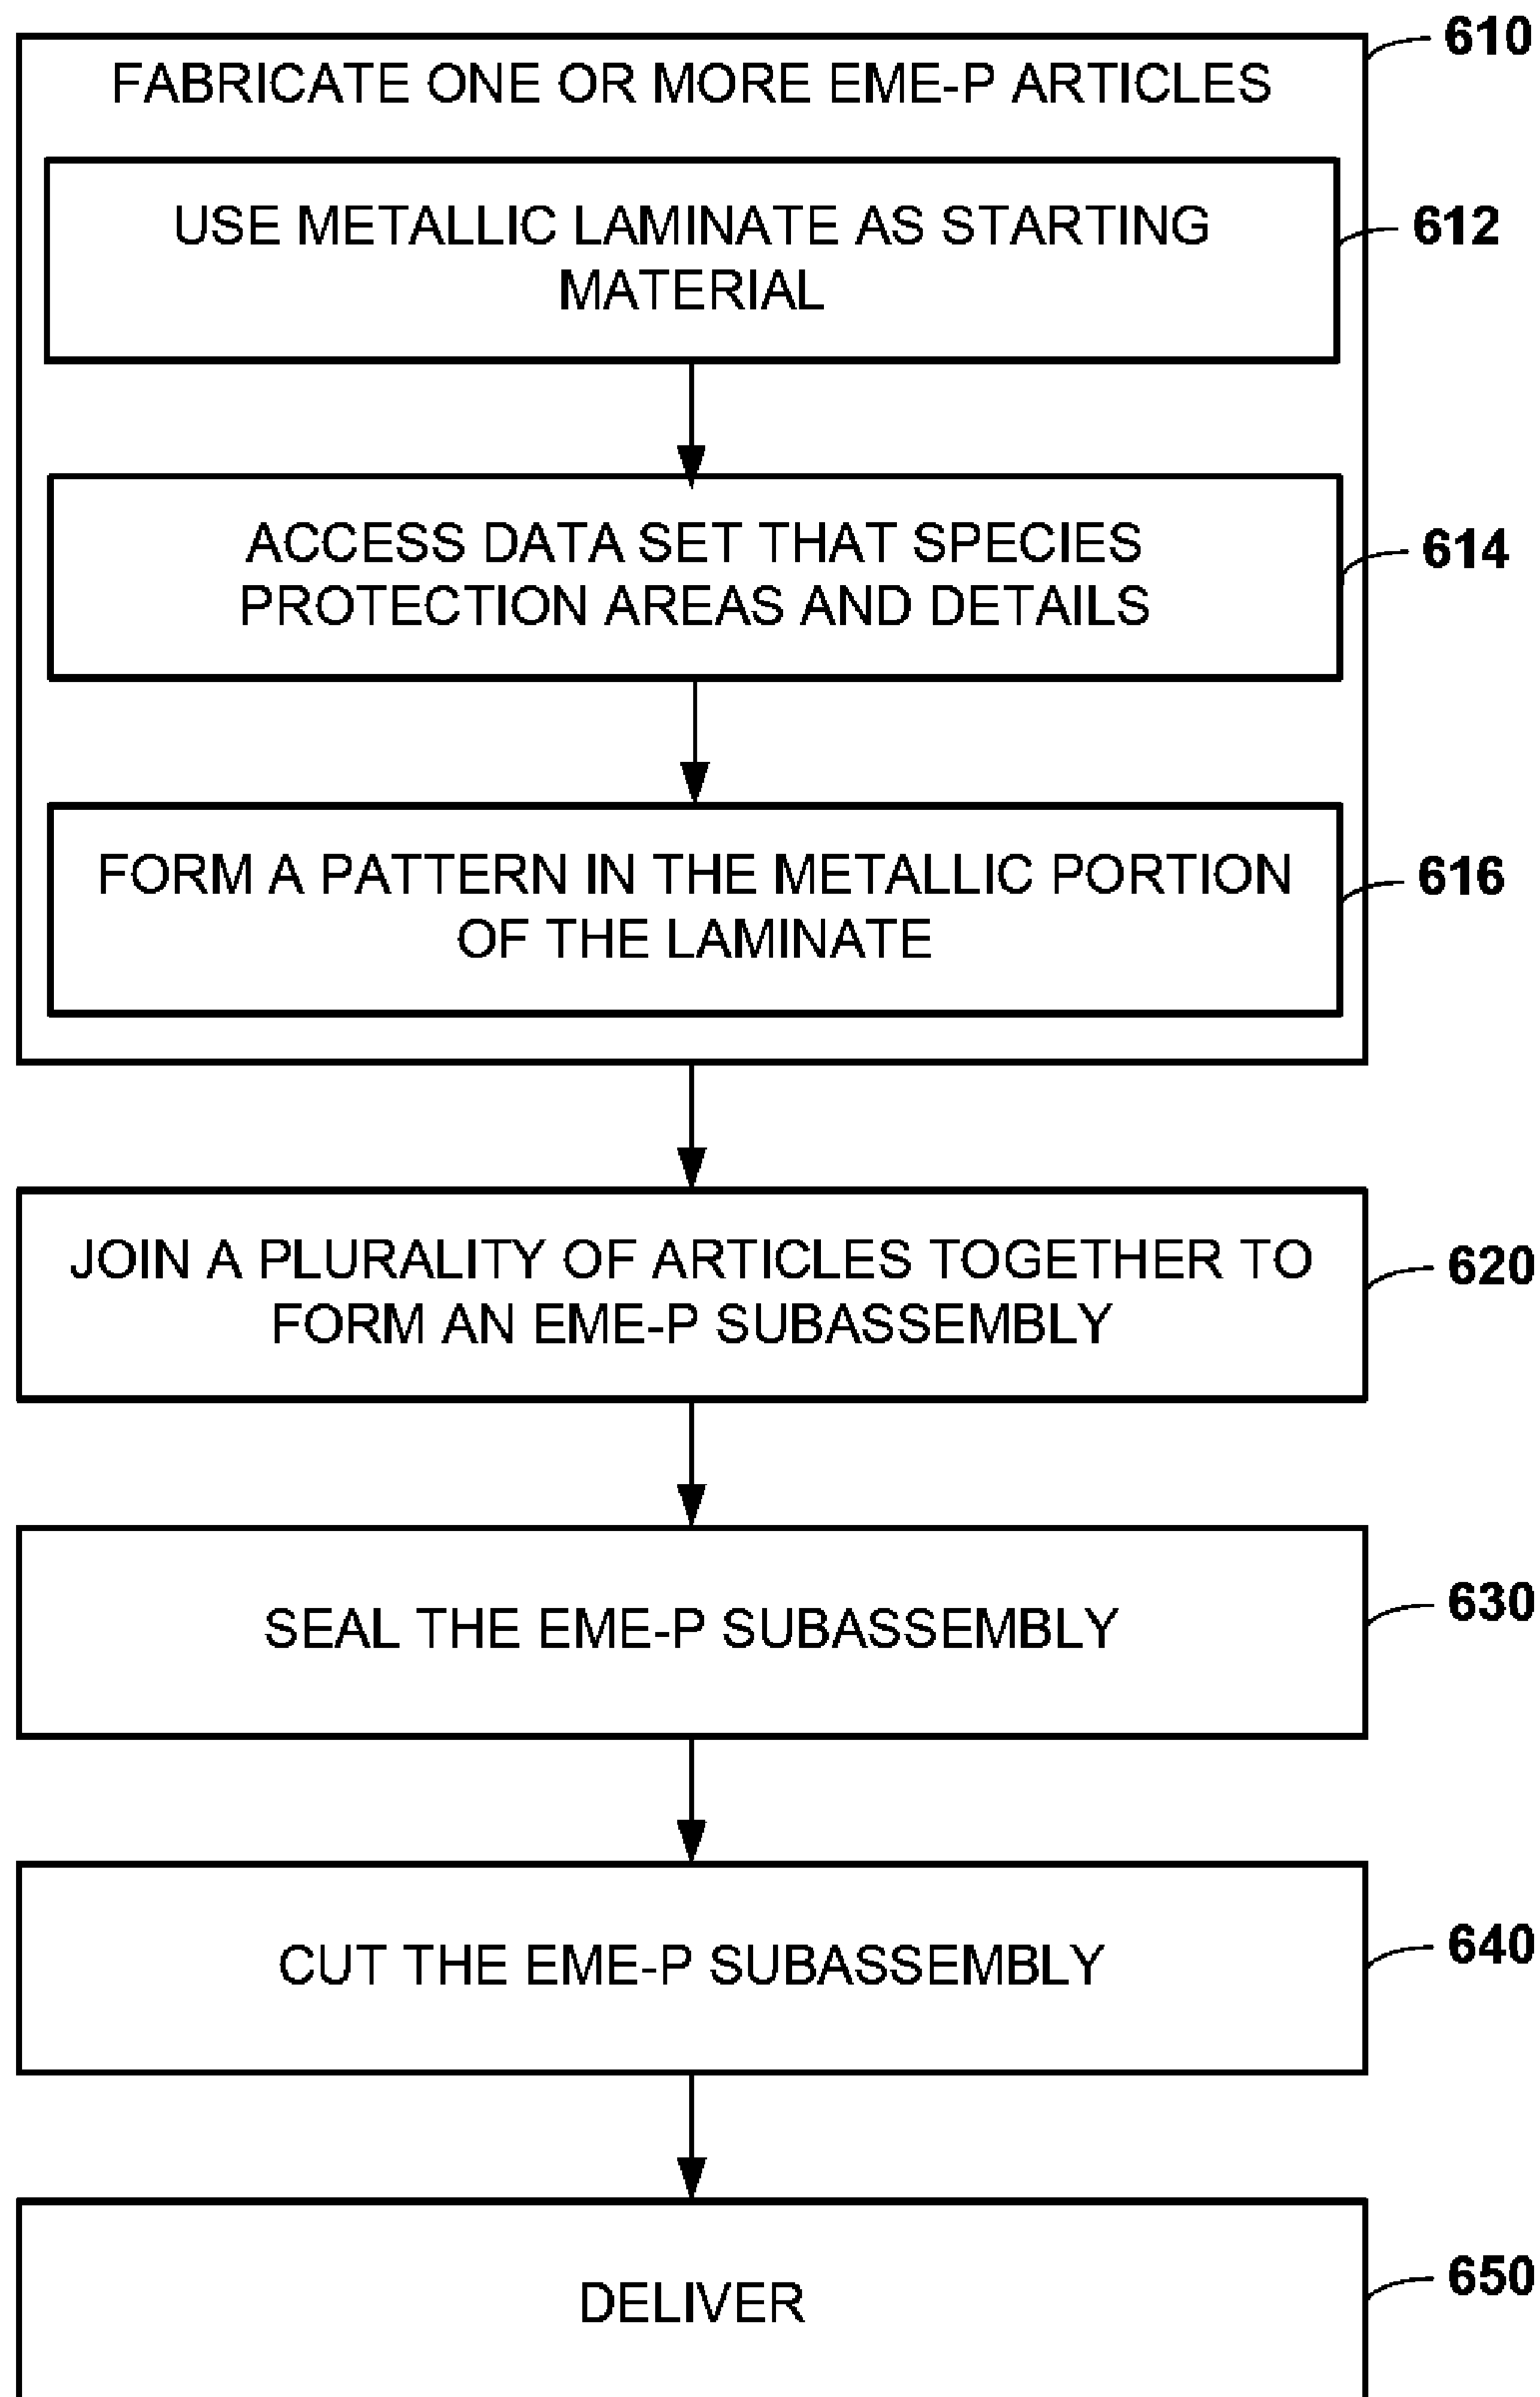 610
FABRICATE ONE OR MORE EME-P ARTICLES
USE METALLIC LAMINATE AS STARTING
MATERIAL
612
ACCESS DATA SET THAT SPECIES
PROTECTION AREAS AND DETAILS
614
FORM A PATTERN IN THE METALLIC PORTION
OF THE LAMINATE
616
JOIN A PLURALITY OF ARTICLES TOGETHER TO
FORM AN EME-P SUBASSEMBLY
620
SEAL THE EME-P SUBASSEMBLY
630
CUT THE EME-P SUBASSEMBLY
640
DELIVER
650